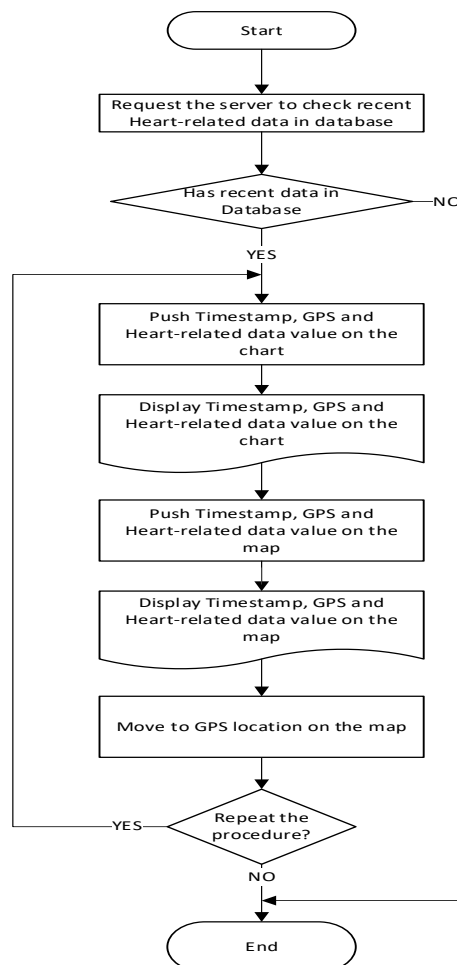 Start
Request the server to check recent
Heart-related data in database
Has recent data in
Database
NO
YES
Push Timestamp, GPS and
Heart-related data value on the
chart
Display Timestamp, GPS and
Heart-related data value on the
chart
Push Timestamp, GPS and
Heart-related data value on the
map
Display Timestamp, GPS and
Heart-related data value on the
map
Move to GPS location on the map
Repeat the
procedure?
YES
NO
End